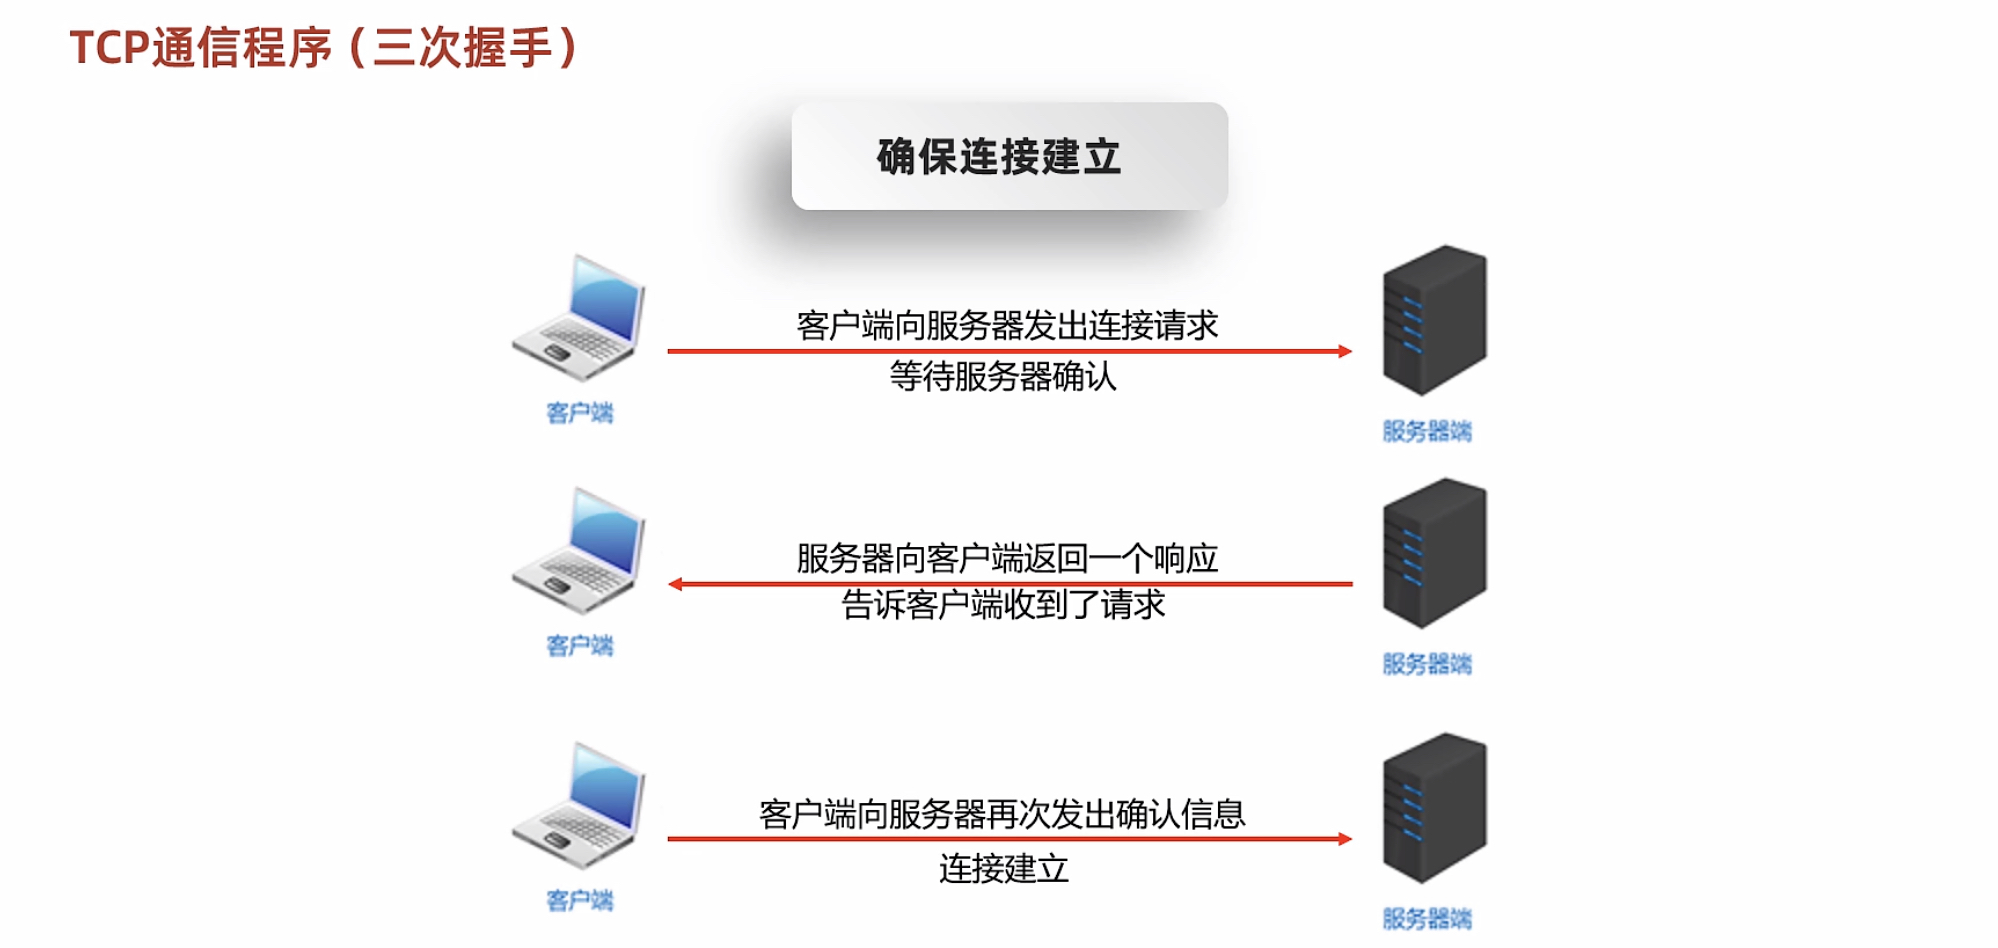 TCP通信程序（三次握手）
确保连接建立
客户端向服务器发出连接请求
等待服务器确认
客户端
服务器端
服务器向客户端返回一个响应
告诉客户端收到了请求
客户端
服务器端
客户端向服务器再次发出确认信息
连接建立
客户端
服务器端